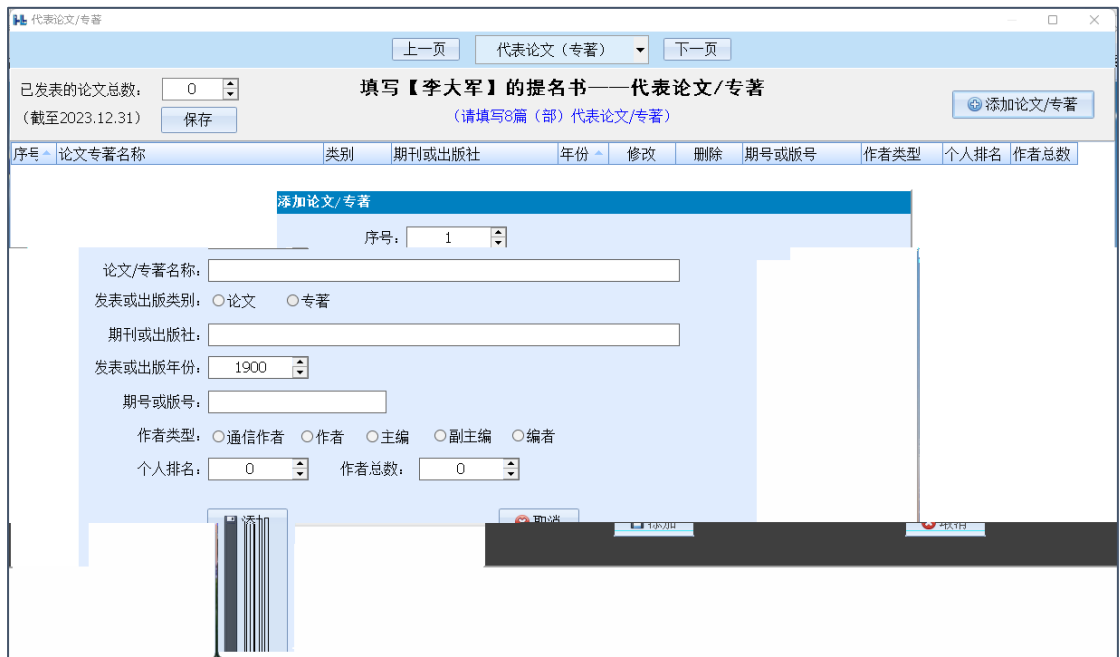 代表论文/专著
上一页 代表论文（专著） 下一页
已发表的论文总数： 0 填写【李大军】的提名书——代表论文/专著
（截至2023.12.31） 保存 （请填写8篇（部）代表论文/专著） 添加论文/专著
序号 论文专著名称 类别 期刊或出版社 年份 修改 删除 期号或版号 作者类型 个人排名 作者总数
添加论文/专著
序号： 1
论文/专著名称：
发表或出版类别： 论文 专著
期刊或出版社：
发表或出版年份： 1900
期号或版号：
作者类型： 通信作者 作者 主编 副主编 编者
个人排名： 0 作者总数： 0
添加 取消 添加 取消